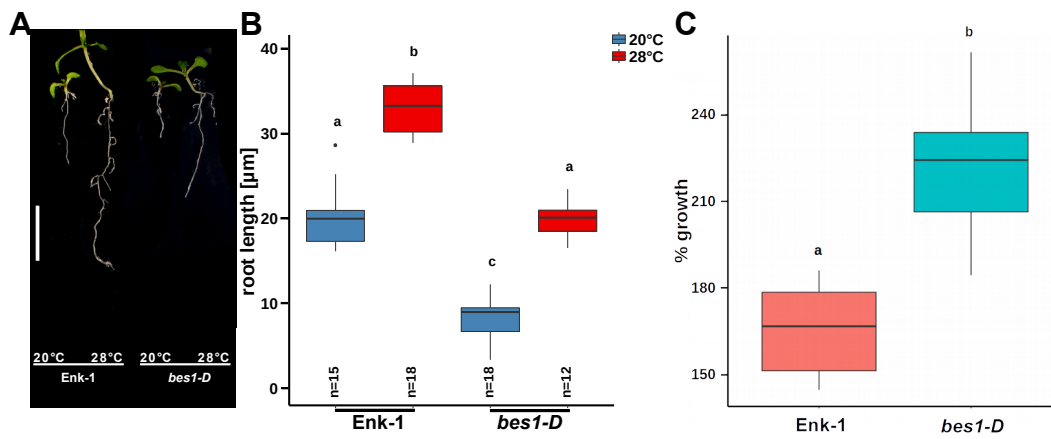 A
20°C 28°C 20°C 28°C
Enk-1 bes1-D
B
root length [µm]
40
30
20
10
0
a
b
c
a
n=15
n=18
n=18
n=12
Enk-1 bes1-D
20°C
28°C
C
% growth
240
210
180
150
a
b
Enk-1 bes1-D